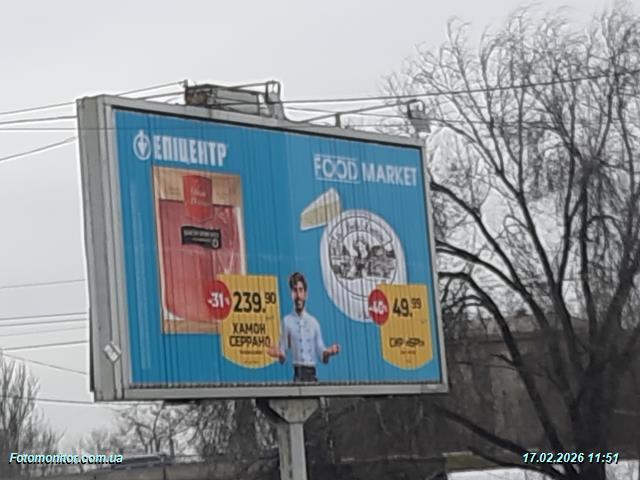 ЕПІЦЕНТР
FOOD MARKET
-31%
239.90
ХАМОН
СЕРРАНО
-40%
49.99
СИР «БРІ»
Fotomonitor.com.ua
17.02.2026 11:51